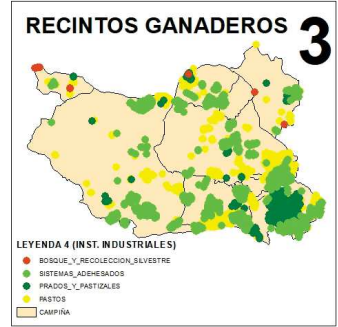 RECINTOS GANADEROS 3
LEYENDA 4 (INST. INDUSTRIALES)
BOSQUE_Y_RECOLECCION_SILVESTRE
SISTEMAS_ADEHESADOS
PRADOS_Y_PASTIZALES
PASTOS
CAMPIÑA